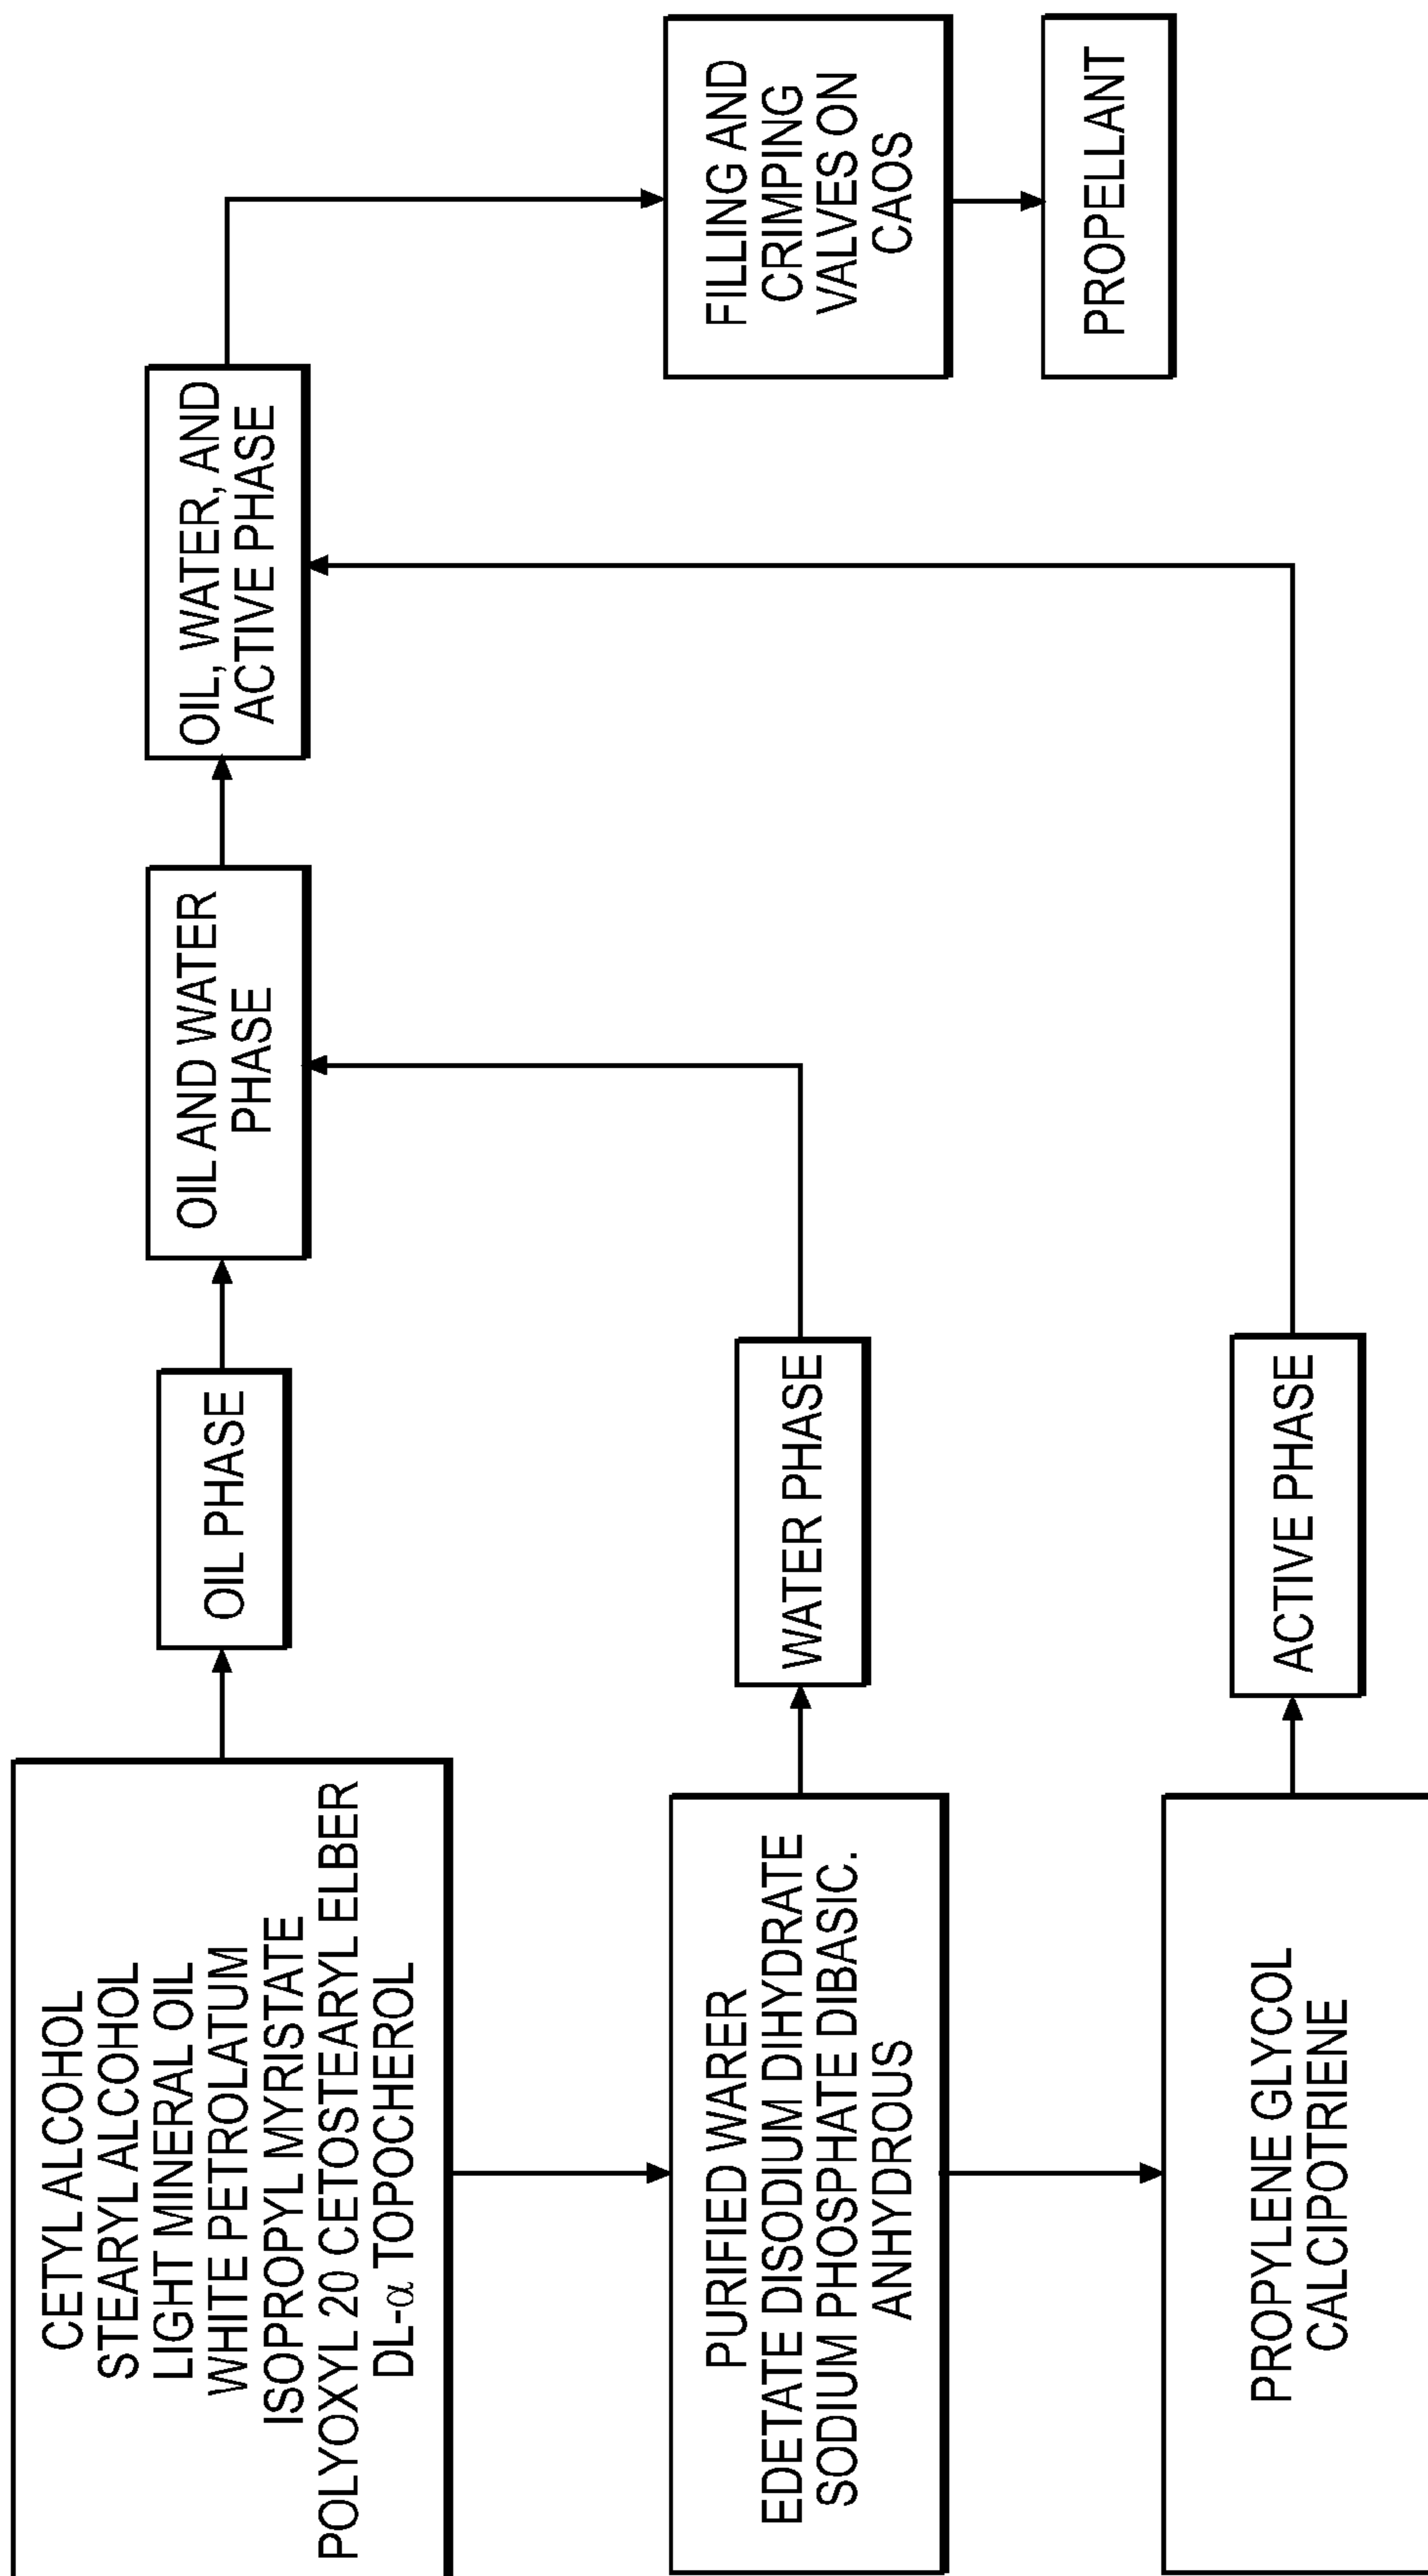 CETYL ALCOHOL
STEARYL ALCOHOL
LIGHT MINERAL OIL
WHITE PETROLATUM
ISOPROPYL MYRISTATE
POLYOXYL 20 CETOSTEARYL ELBER
DL-α TOPOCHEROL
OIL PHASE
OIL AND WATER
PHASE
OIL, WATER, AND
ACTIVE PHASE
PURIFIED WARER
EDETATE DISODIUM DIHYDRATE
SODIUM PHOSPHATE DIBASIC.
ANHYDROUS
WATER PHASE
FILLING AND
CRIMPING
VALVES ON
CAOS
PROPYLENE GLYCOL
CALCIPOTRIENE
ACTIVE PHASE
PROPELLANT